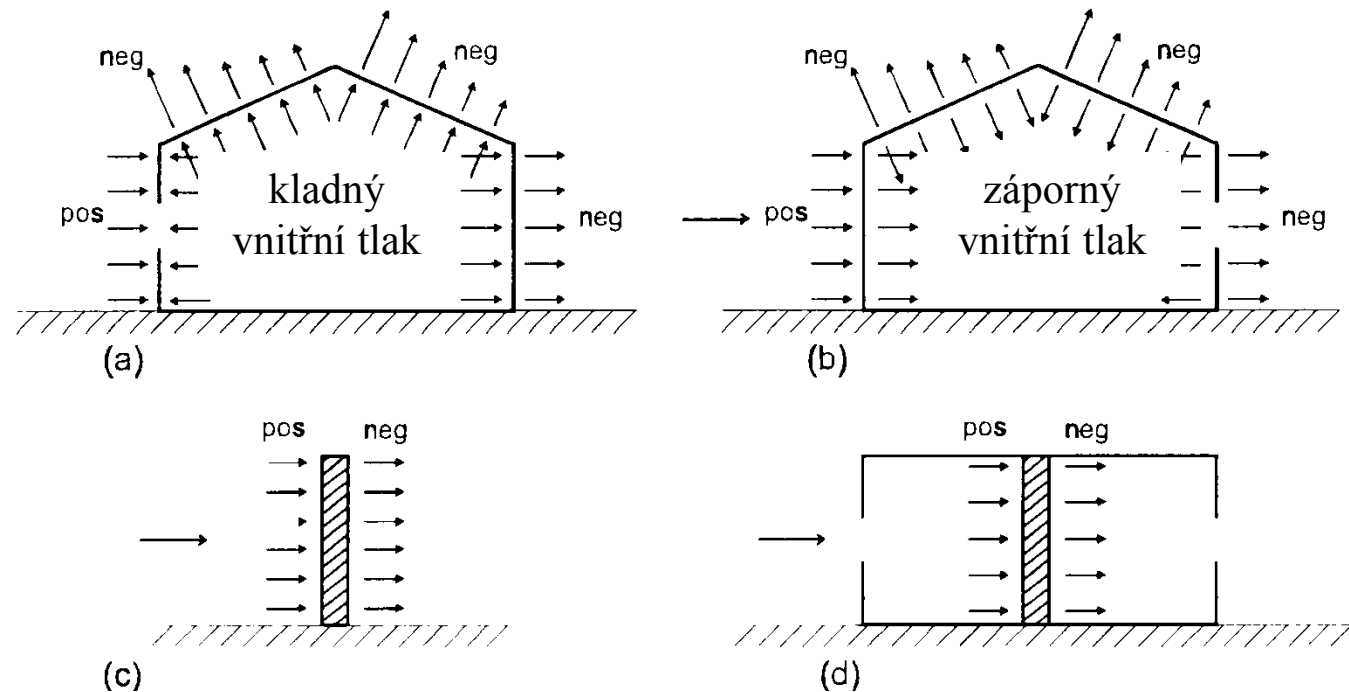 neg
neg
pos
kladný
vnitřní tlak
neg
(a)
neg
neg
pos
záporný
vnitřní tlak
neg
(b)
pos
neg
(c)
pos
neg
(d)